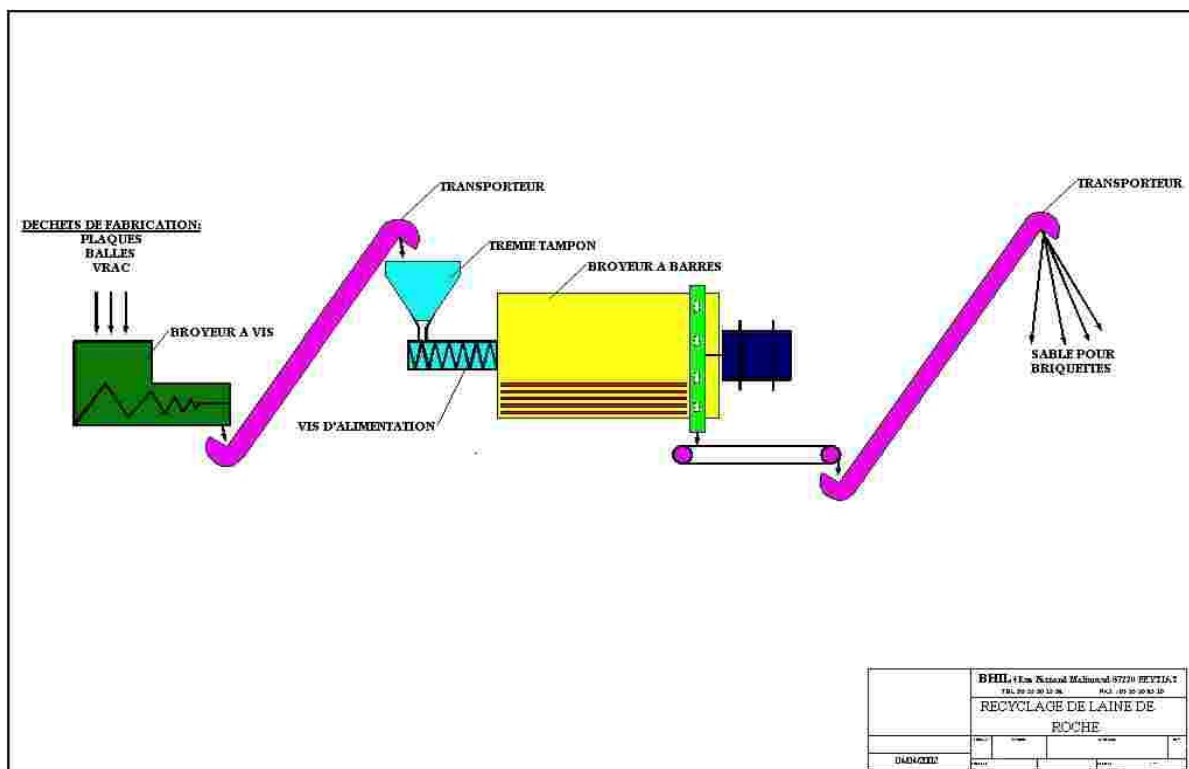 TRANSPORTEUR
TRANSPORTEUR
DECHETS DE FABRICATION:
PLAQUES
BALLES
VRAC
TREMIE TAMPON
BROYEUR A BARRES
BROYEUR A VIS
SABLE POUR
BRIQUETTES
VIS D'ALIMENTATION
BHIL
RECYCLAGE DE LAINE DE
ROCHE